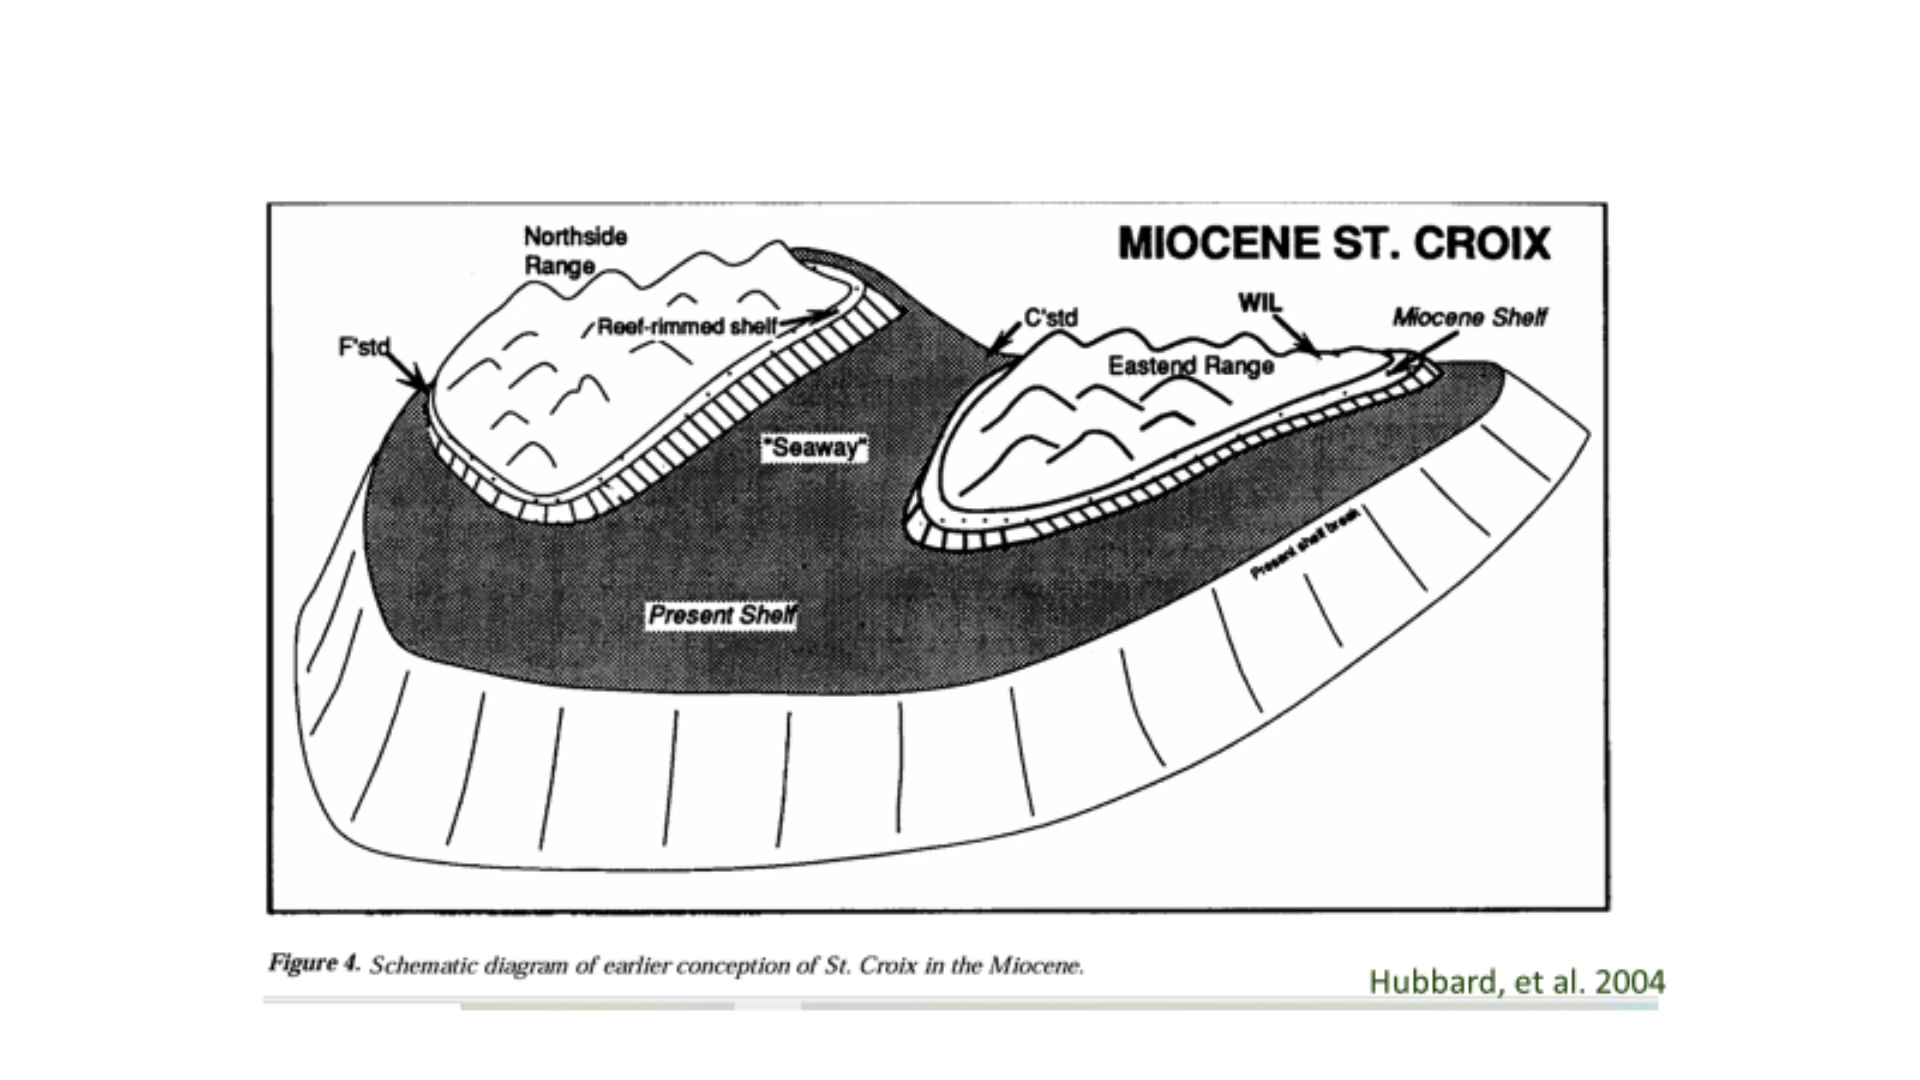 MIOCENE ST. CROIX
Northside
Range
Reef-rimmed shelf
F'std
C'std
WIL
Miocene Shelf
Eastend Range
"Seaway"
Present shelf break
Present Shelf
Figure 4. Schematic diagram of earlier conception of St. Croix in the Miocene.
Hubbard, et al. 2004